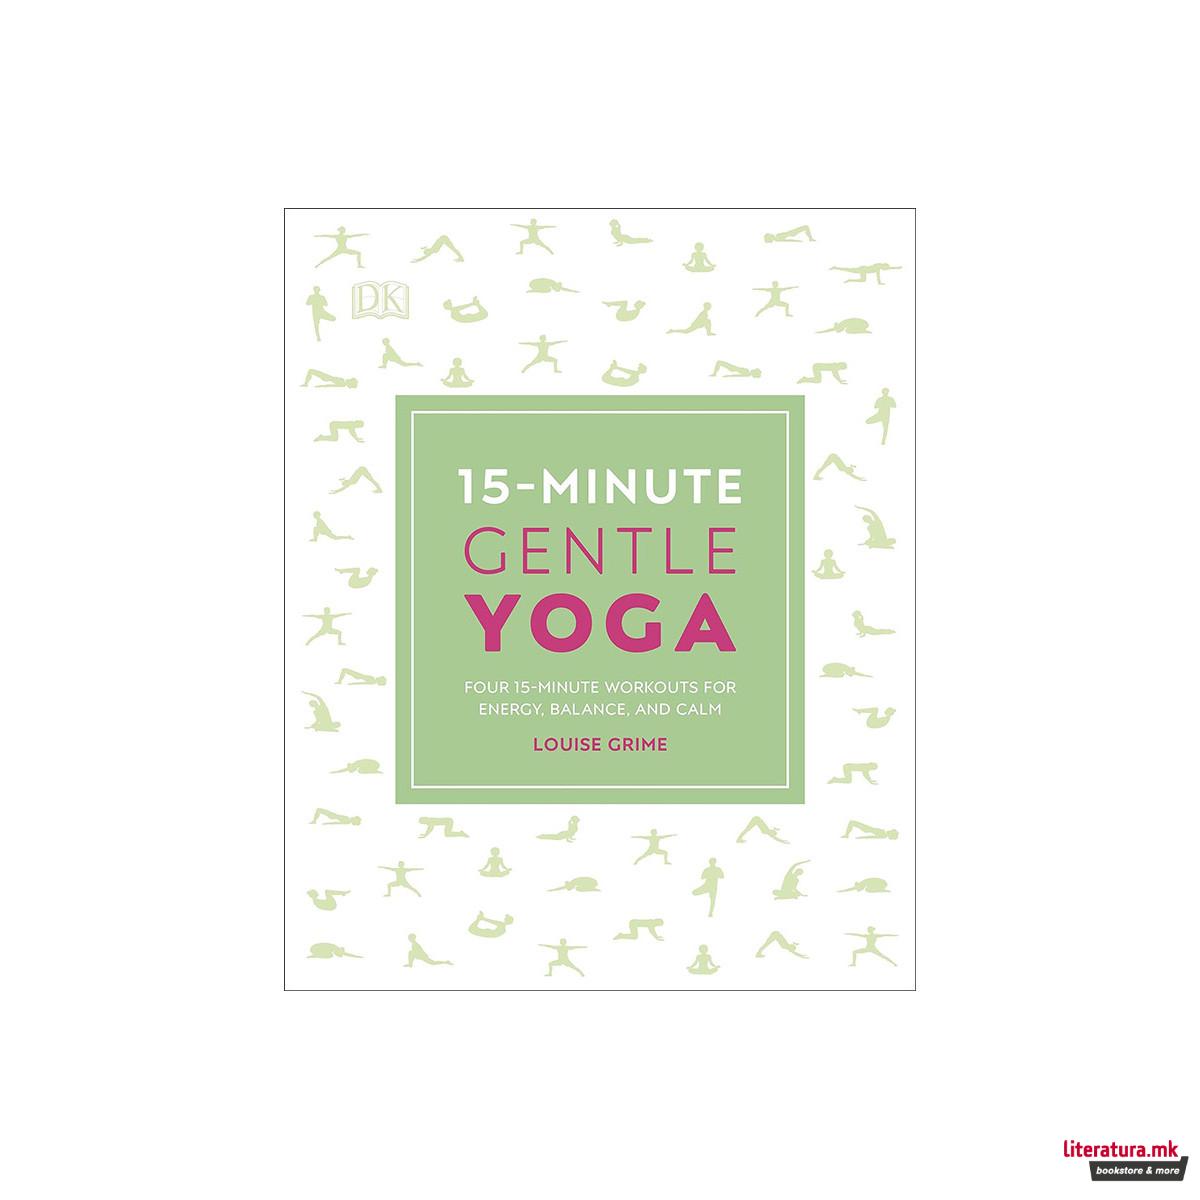 DK
15-MINUTE
GENTLE
YOGA
FOUR 15-MINUTE WORKOUTS FOR
ENERGY, BALANCE, AND CALM
LOUISE GRIME
literatura.mk
bookstore & more